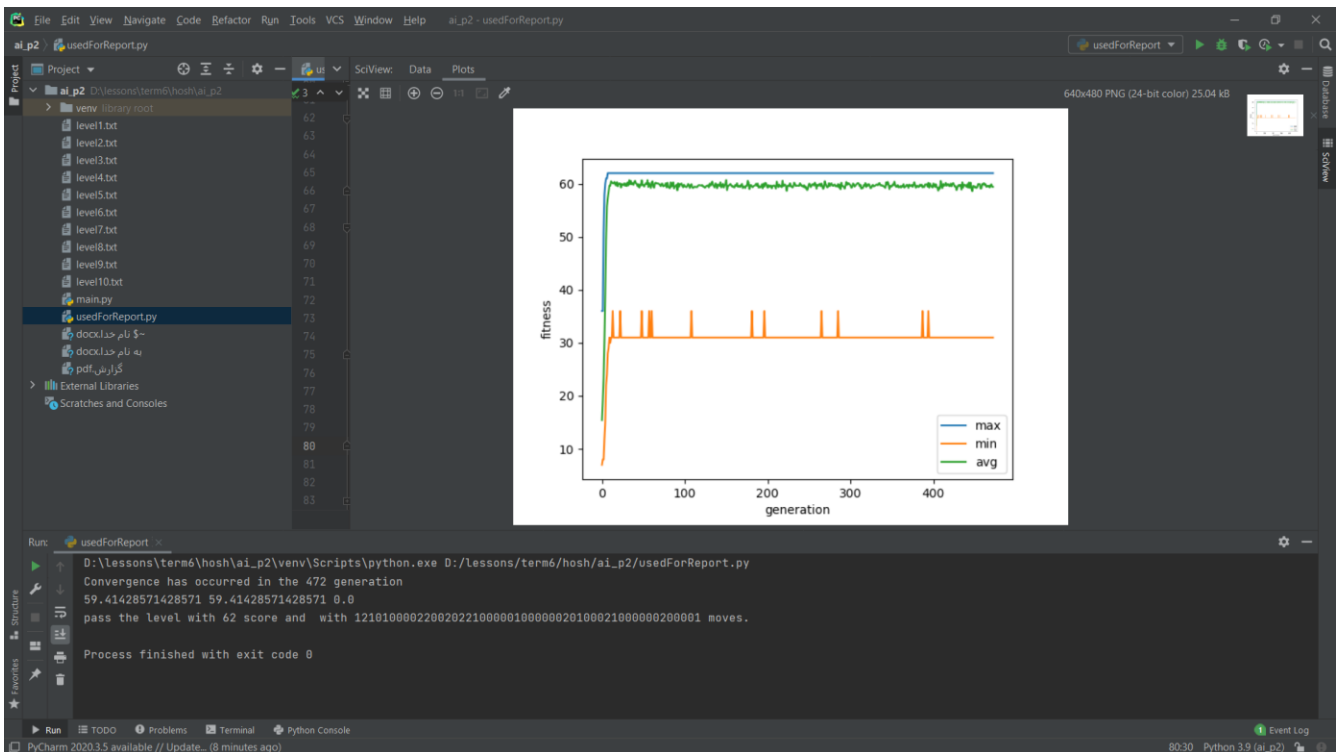 File Edit View Navigate Code Refactor Run Tools VCS Window Help ai_p2 - usedForReport.py
ai_p2 usedForReport.py
usedForReport
Project
SciView: Data Plots
ai_p2 D:\lessons\term6\hosh\ai_p2
3
640x480 PNG (24-bit color) 25.04 kB
venv library root
level1.txt
level2.txt
level3.txt
level4.txt
level5.txt
level6.txt
level7.txt
level8.txt
level9.txt
level10.txt
main.py
usedForReport.py
~$ نام خدا.docx
به نام خدا.docx
گزارش.pdf
External Libraries
Scratches and Consoles
62
63
64
65
66
67
68
69
70
71
72
73
74
75
76
77
78
79
80
81
82
83
60
50
40
30
20
10
fitness
0 100 200 300 400
generation
max
min
avg
Project
Database
SciView
Structure
Favorites
Run: usedForReport
D:\lessons\term6\hosh\ai_p2\venv\Scripts\python.exe D:/lessons/term6/hosh/ai_p2/usedForReport.py
Convergence has occurred in the 472 generation
59.41428571428571 59.41428571428571 0.0
pass the level with 62 score and  with 12101000022002022100000100000020100021000000200001 moves.
Process finished with exit code 0
Run TODO Problems Terminal Python Console
1 Event Log
PyCharm 2020.3.5 available // Update... (8 minutes ago)
80:30 Python 3.9 (ai_p2)